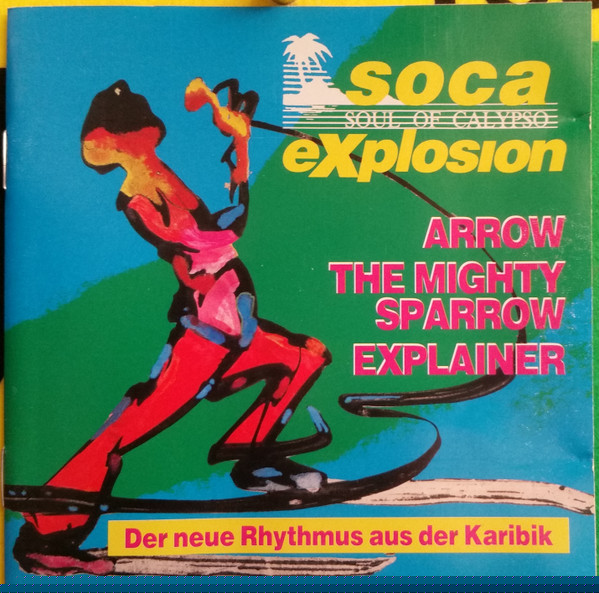 soca
SOUL OF CALYPSO
eXplosion
ARROW
THE MIGHTY
SPARROW
EXPLAINER
Der neue Rhythmus aus der Karibik